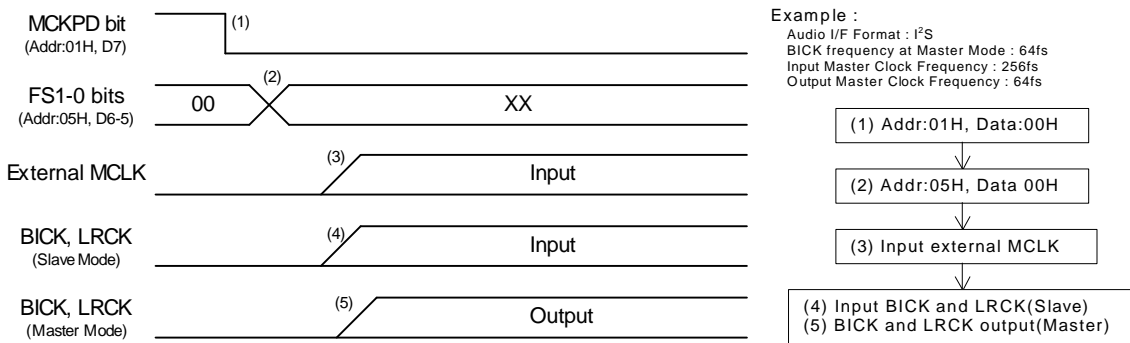 MCKPD bit
(Addr:01H, D7)
(1)
FS1-0 bits
(Addr:05H, D6-5)
00
(2)
XX
External MCLK
(3)
Input
BICK, LRCK
(Slave Mode)
(4)
Input
BICK, LRCK
(Master Mode)
(5)
Output
Example :
Audio I/F Format : I²S
BICK frequency at Master Mode : 64fs
Input Master Clock Frequency : 256fs
Output Master Clock Frequency : 64fs
(1) Addr:01H, Data:00H
(2) Addr:05H, Data 00H
(3) Input external MCLK
(4) Input BICK and LRCK(Slave)
(5) BICK and LRCK output(Master)